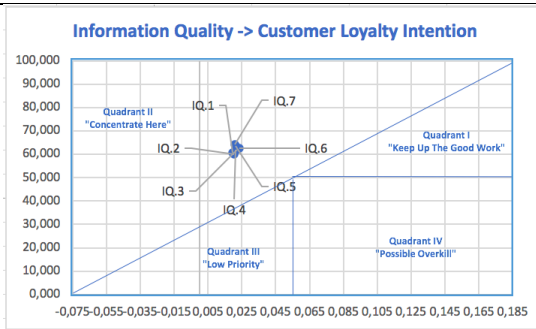 Information Quality -> Customer Loyalty Intention
100,000
90,000
80,000
70,000
60,000
50,000
40,000
30,000
20,000
10,000
0,000
Quadrant II
"Concentrate Here"
IQ.1
IQ.7
IQ.2
IQ.6
IQ.3
IQ.5
IQ.4
Quadrant I
"Keep Up The Good Work"
Quadrant III
"Low Priority"
Quadrant IV
"Possible Overkill"
-0,075-0,055-0,035-0,015 0,005 0,025 0,045 0,065 0,085 0,105 0,125 0,145 0,165 0,185